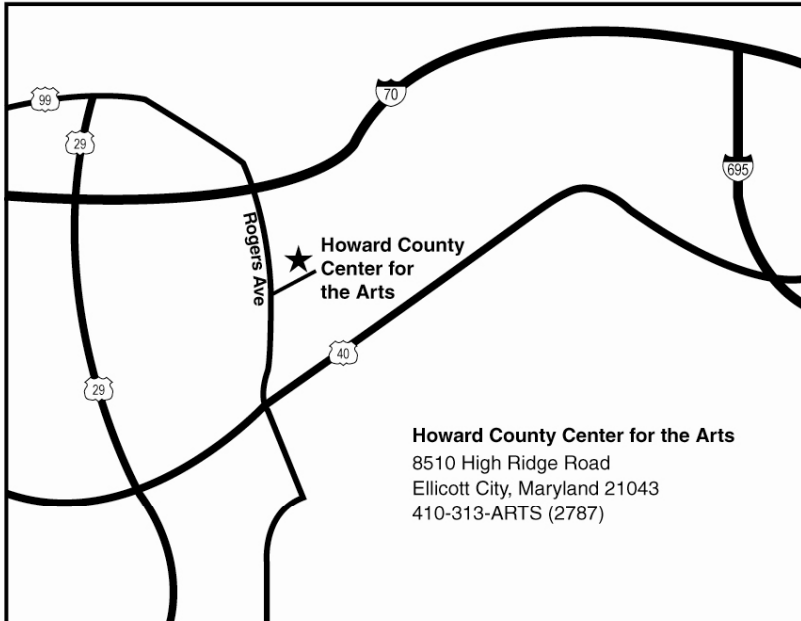 99
70
29
695
Rogers Ave
Howard County
Center for
the Arts
40
29
Howard County Center for the Arts
8510 High Ridge Road
Ellicott City, Maryland 21043
410-313-ARTS (2787)